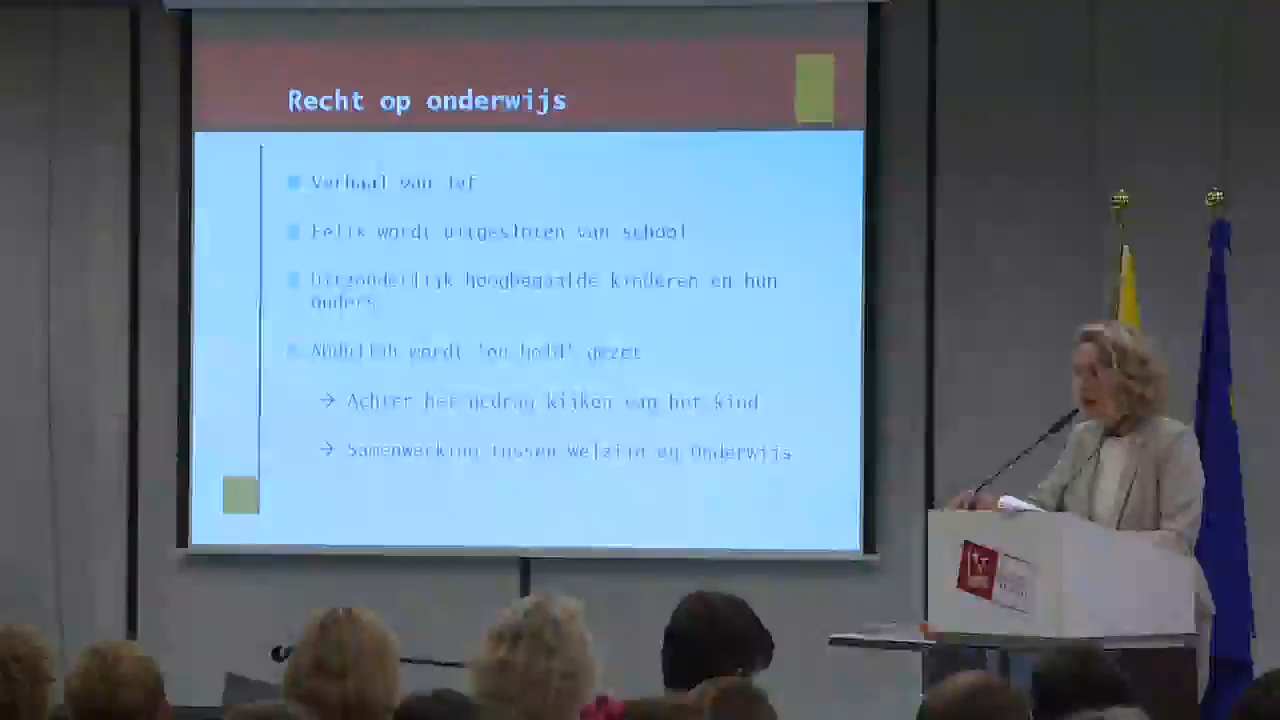 Recht op onderwijs
Verhaal van Jef
Eelik wordt uitgesloten van school
Uitzonderlijk hoogbegaafde kinderen en hun
ouders
Abdullah wordt 'on hold' gezet
→ Achter het gedrag kijken van het kind
→ Samenwerking tussen Welzijn en Onderwijs